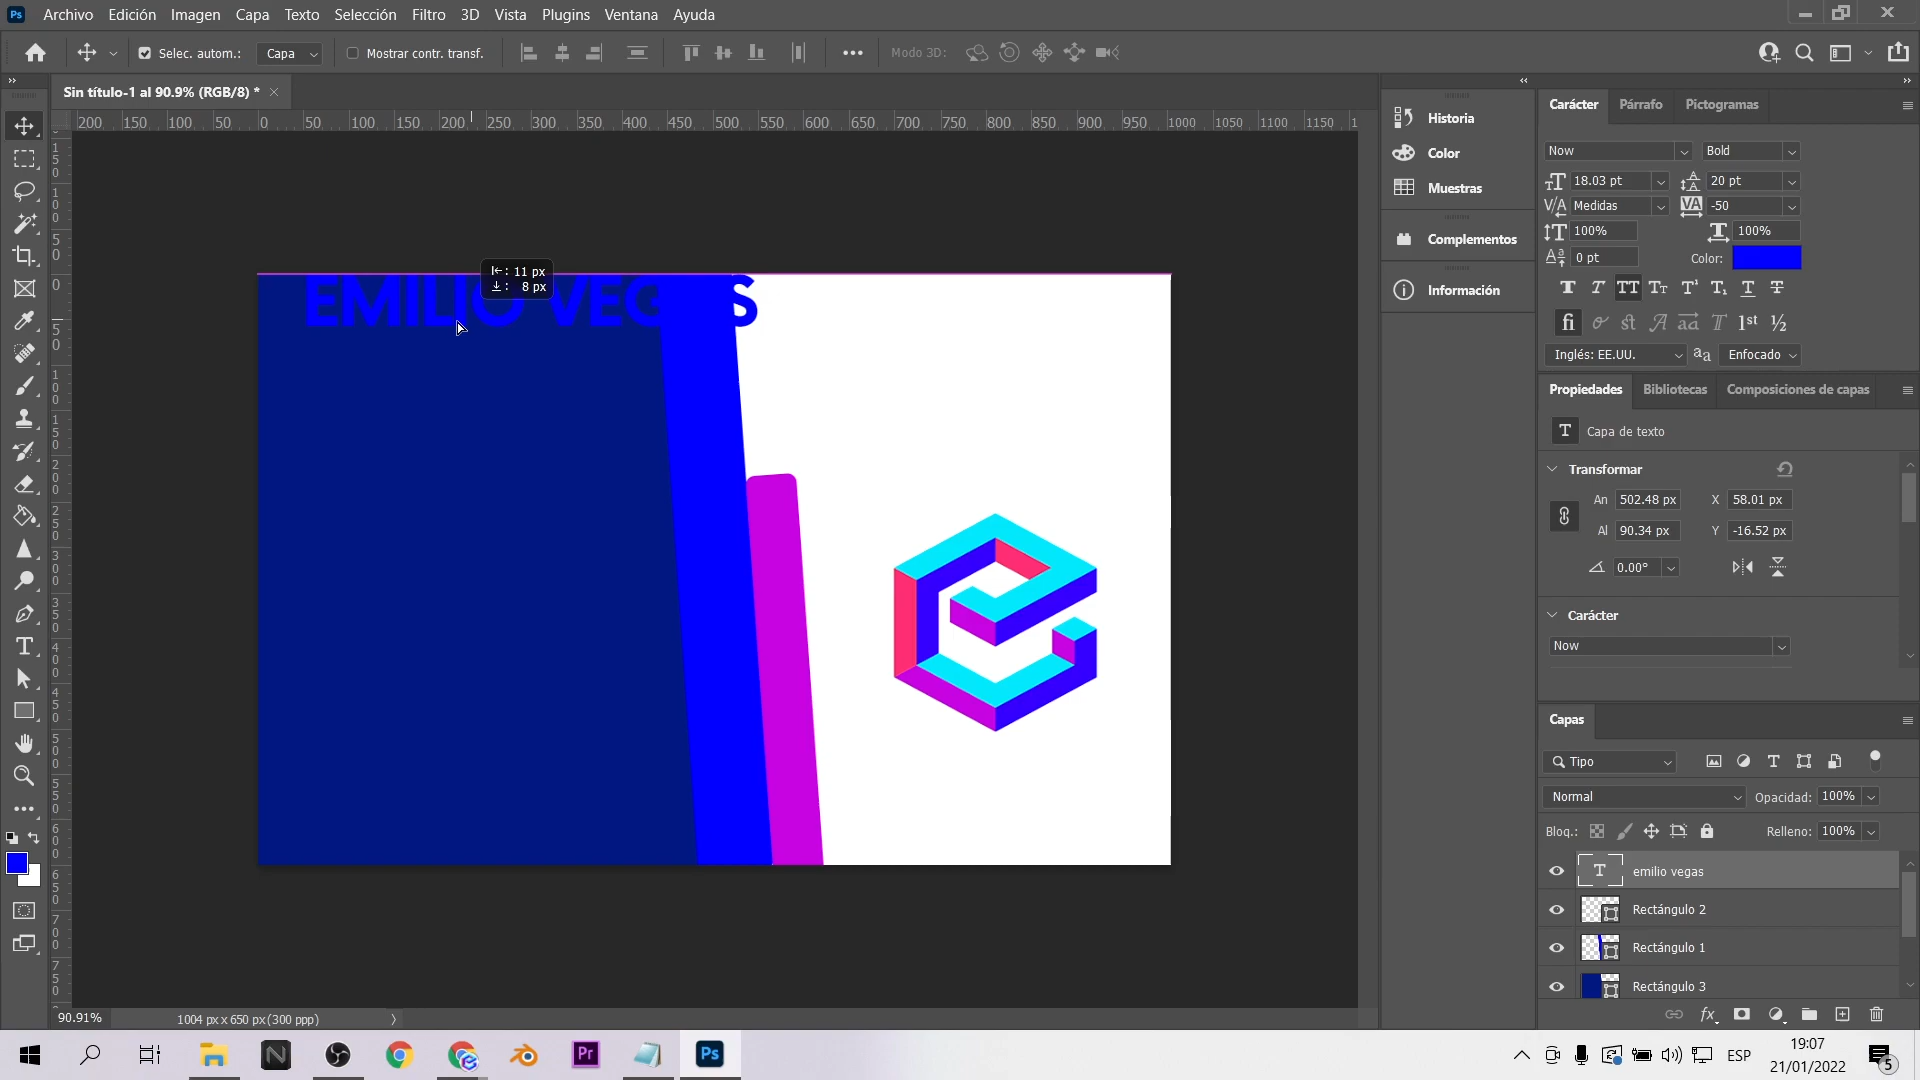 Ps Archivo Edición Imagen Capa Texto Selección Filtro 3D Vista Plugins Ventana Ayuda
Selec. autom.: Capa Mostrar contr. transf. Modo 3D:
Sin título-1 al 90.9% (RGB/8) *
200 150 100 50 0 50 100 150 200 250 300 350 400 450 500 550 600 650 700 750 800 850 900 950 1000 1050 1100 1150
EMILIO VEGAS
11 px
8 px
Historia
Color
Muestras
Complementos
Información
Carácter Párrafo Pictogramas
Now Bold
18.03 pt 20 pt
Medidas -50
100% 100%
0 pt Color:
Inglés: EE.UU. Enfocado
Propiedades Bibliotecas Composiciones de capas
T Capa de texto
Transformar
An 502.48 px X 58.01 px
Al 90.34 px Y -16.52 px
0.00°
Carácter
Now
Capas
Tipo
Normal Opacidad: 100%
Bloq.: Relleno: 100%
emilio vegas
Rectángulo 2
Rectángulo 1
Rectángulo 3
fx
90.91% 1004 px x 650 px (300 ppp)
N Pr Ps
ESP
19:07
21/01/2022
5